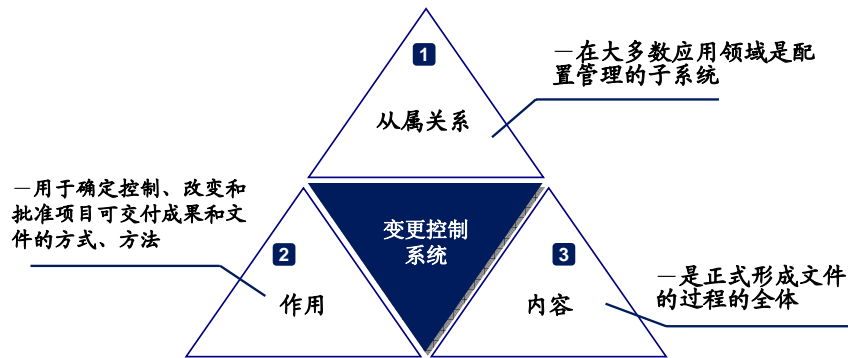 1
从属关系
－在大多数应用领域是配
置管理的子系统
－用于确定控制、改变和
批准项目可交付成果和文
件的方式、方法
2
作用
变更控制
系统
3
内容
－是正式形成文件
的过程的全体